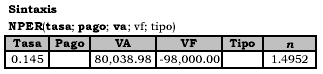 Sintaxis
NPER(tasa; pago; va; vf; tipo)
Tasa Pago VA VF Tipo n
0.145 80,038.98 -98,000.00 1.4952